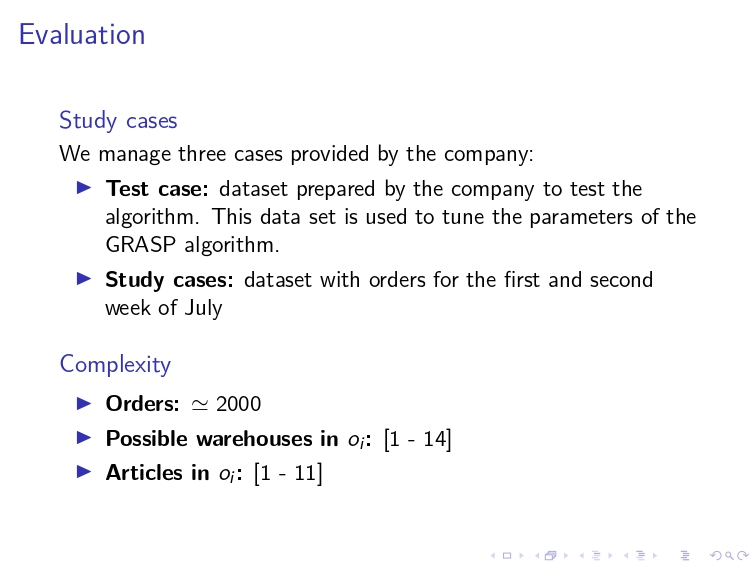 Evaluation
Study cases
We manage three cases provided by the company:
▶ Test case: dataset prepared by the company to test the
algorithm. This data set is used to tune the parameters of the
GRASP algorithm.
▶ Study cases: dataset with orders for the first and second
week of July
Complexity
▶ Orders: ≃ 2000
▶ Possible warehouses in oᵢ: [1 - 14]
▶ Articles in oᵢ: [1 - 11]